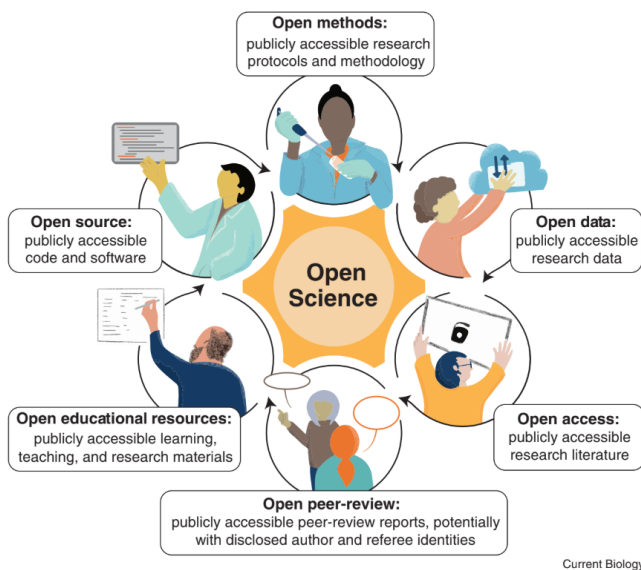 Open methods:
publicly accessible research
protocols and methodology
Open source:
publicly accessible
code and software
Open data:
publicly accessible
research data
Open
Science
Open educational resources:
publicly accessible learning,
teaching, and research materials
Open access:
publicly accessible
research literature
Open peer-review:
publicly accessible peer-review reports, potentially
with disclosed author and referee identities
Current Biology